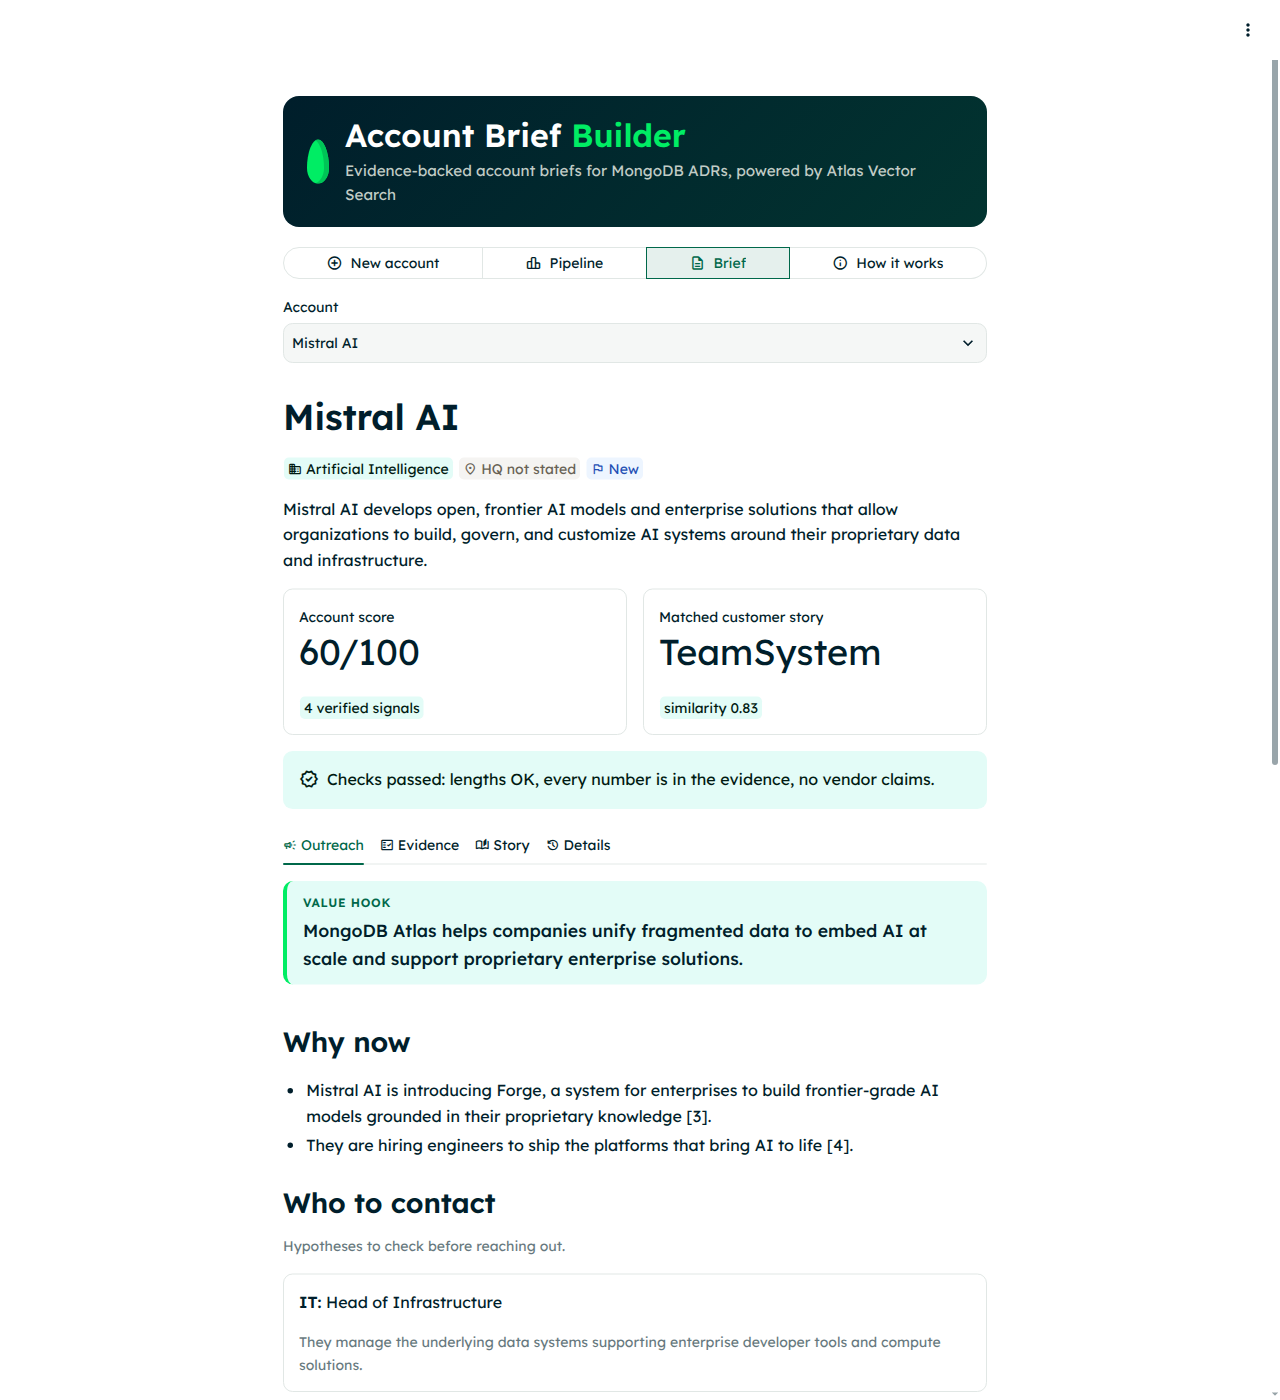 Account Brief Builder
Evidence-backed account briefs for MongoDB ADRs, powered by Atlas Vector
Search
New account
Pipeline
Brief
How it works
Account
Mistral AI
Mistral AI
Artificial Intelligence
HQ not stated
New
Mistral AI develops open, frontier AI models and enterprise solutions that allow
organizations to build, govern, and customize AI systems around their proprietary data
and infrastructure.
Account score
60/100
4 verified signals
Matched customer story
TeamSystem
similarity 0.83
Checks passed: lengths OK, every number is in the evidence, no vendor claims.
Outreach
Evidence
Story
Details
VALUE HOOK
MongoDB Atlas helps companies unify fragmented data to embed AI at
scale and support proprietary enterprise solutions.
Why now
• Mistral AI is introducing Forge, a system for enterprises to build frontier-grade AI
models grounded in their proprietary knowledge [3].
• They are hiring engineers to ship the platforms that bring AI to life [4].
Who to contact
Hypotheses to check before reaching out.
IT: Head of Infrastructure
They manage the underlying data systems supporting enterprise developer tools and compute
solutions.